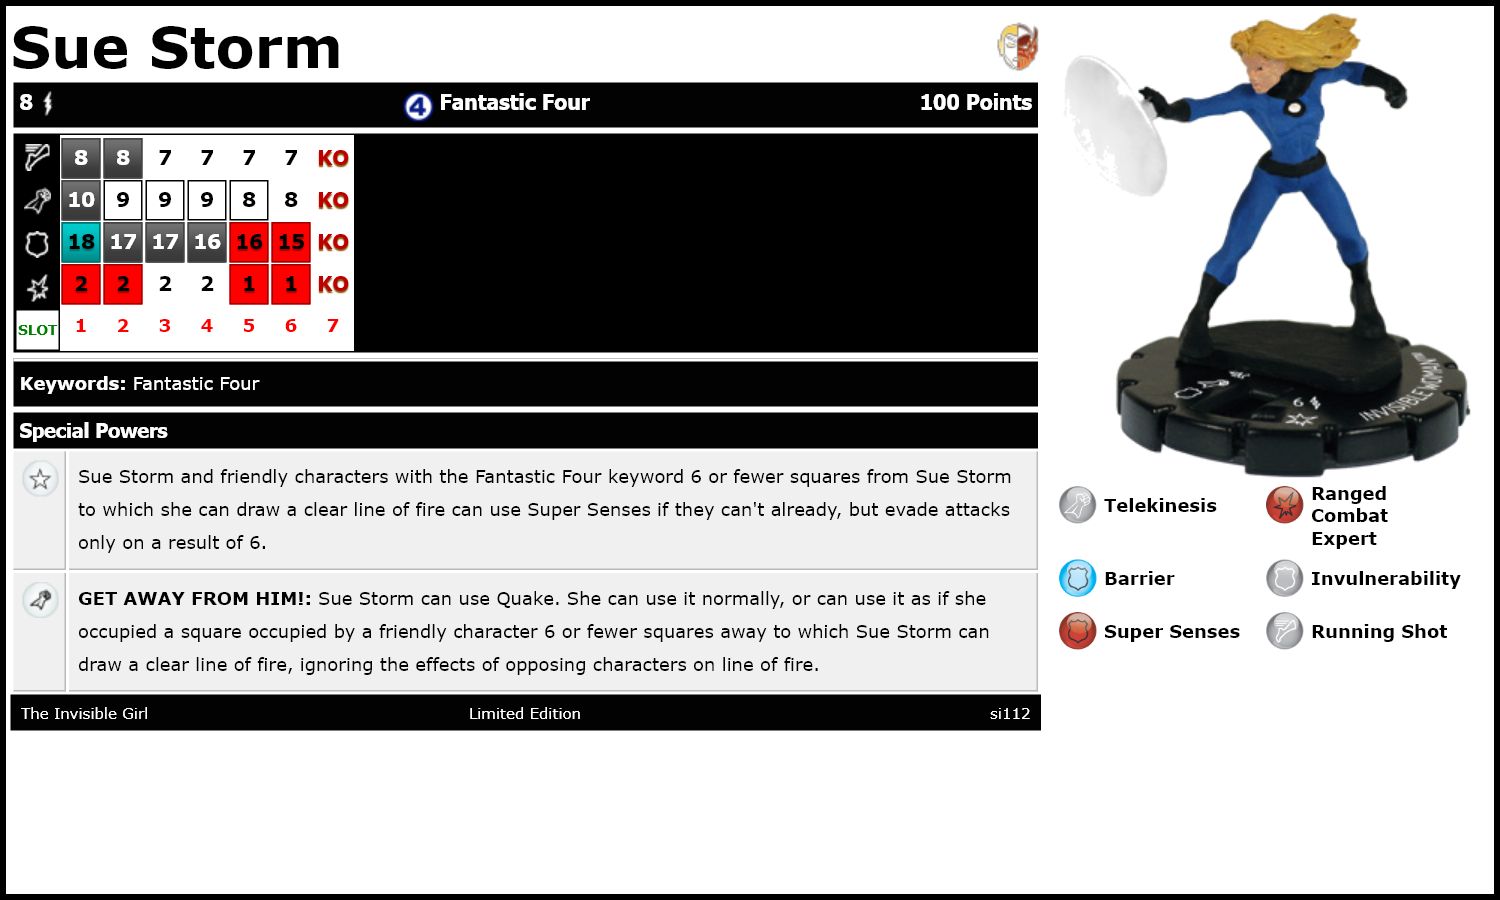 Sue Storm
8 4 Fantastic Four 100 Points
8 8 7 7 7 7 KO
10 9 9 9 8 8 KO
18 17 17 16 16 15 KO
2 2 2 2 1 1 KO
SLOT 1 2 3 4 5 6 7
Keywords: Fantastic Four
Special Powers
Sue Storm and friendly characters with the Fantastic Four keyword 6 or fewer squares from Sue Storm
to which she can draw a clear line of fire can use Super Senses if they can't already, but evade attacks
only on a result of 6.
GET AWAY FROM HIM!: Sue Storm can use Quake. She can use it normally, or can use it as if she
occupied a square occupied by a friendly character 6 or fewer squares away to which Sue Storm can
draw a clear line of fire, ignoring the effects of opposing characters on line of fire.
The Invisible Girl Limited Edition si112
6
INVISIBLE WOMAN
Telekinesis
Ranged
Combat
Expert
Barrier
Invulnerability
Super Senses
Running Shot